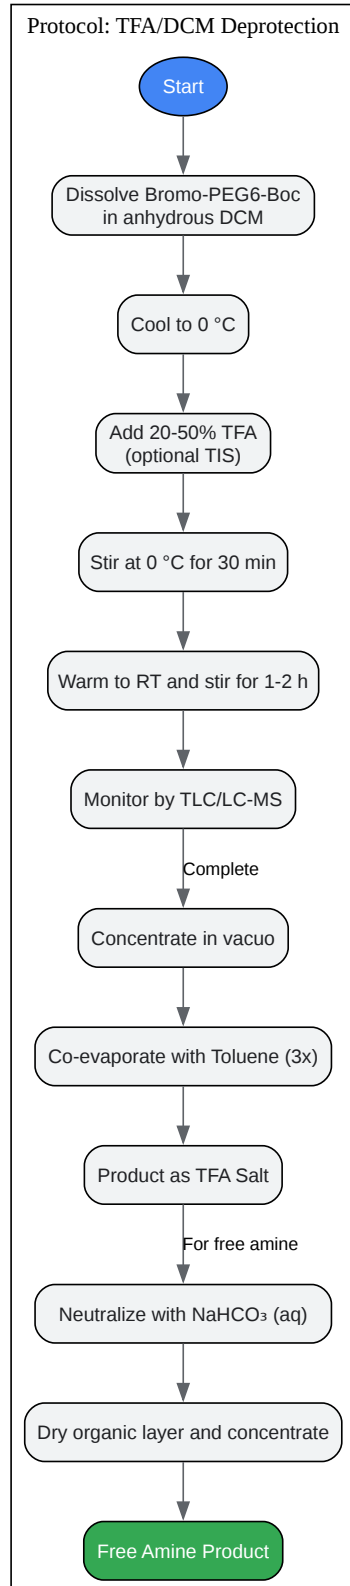 Protocol: TFA/DCM Deprotection
Start
Dissolve Bromo-PEG6-Boc
in anhydrous DCM
Cool to 0 °C
Add 20-50% TFA
(optional TIS)
Stir at 0 °C for 30 min
Warm to RT and stir for 1-2 h
Monitor by TLC/LC-MS
Complete
Concentrate in vacuo
Co-evaporate with Toluene (3x)
Product as TFA Salt
For free amine
Neutralize with NaHCO₃ (aq)
Dry organic layer and concentrate
Free Amine Product